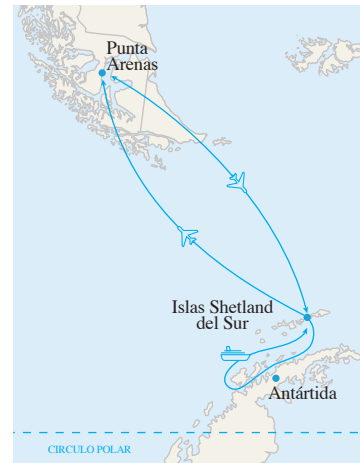 Punta
Arenas
Islas Shetland
del Sur
Antártida
CIRCULO POLAR